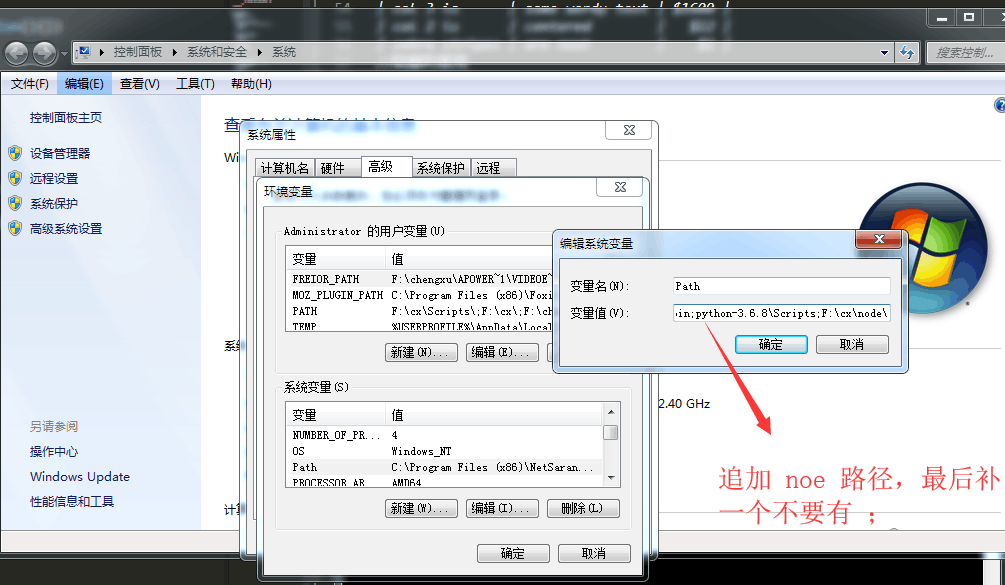 控制面板 ▸ 系统和安全 ▸ 系统
搜索控制...
文件(F) 编辑(E) 查看(V) 工具(T) 帮助(H)
控制面板主页
设备管理器
远程设置
系统保护
高级系统设置
另请参阅
操作中心
Windows Update
性能信息和工具
系统属性
计算机名 硬件 高级 系统保护 远程
环境变量
Administrator 的用户变量(U)
变量 值
FREIOR_PATH F:\chengxu\APOWER~1\VIDEOE~
MOZ_PLUGIN_PATH C:\Program Files (x86)\Foxi
PATH F:\cx\Scripts\;F:\cx\;F:\ch
TEMP %USERPROFILE%\AppData\Local
新建(N)... 编辑(E)...
系统变量(S)
变量 值
NUMBER_OF_PR... 4
OS Windows_NT
Path C:\Program Files (x86)\NetSaran...
PROCESSOR_AR AMD64
新建(W)... 编辑(I)... 删除(L)
确定 取消
编辑系统变量
变量名(N): Path
变量值(V): in;python-3.6.8\Scripts;F:\cx\node\
确定 取消
2.40 GHz
追加 noe 路径，最后补
一个不要有 ；